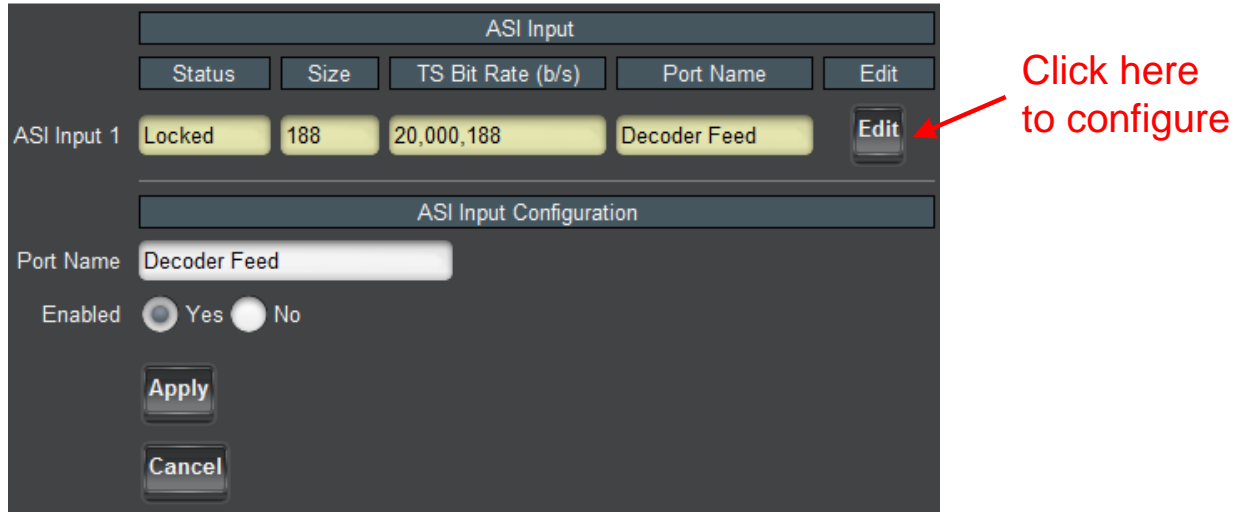 ASI Input
Status Size TS Bit Rate (b/s) Port Name Edit
ASI Input 1 Locked 188 20,000,188 Decoder Feed Edit
Click here
to configure
ASI Input Configuration
Port Name Decoder Feed
Enabled Yes No
Apply
Cancel